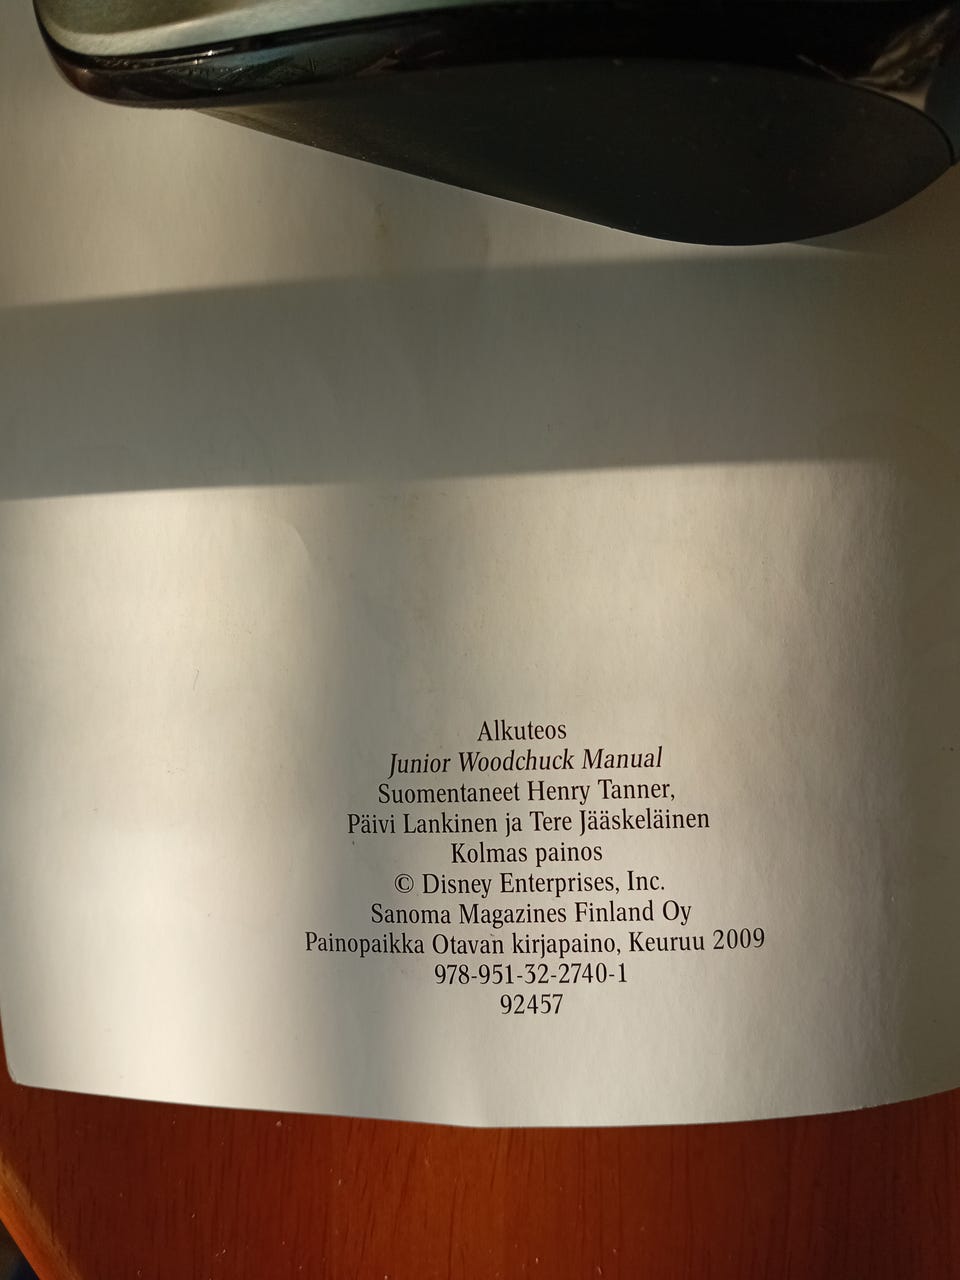 Alkuteos
Junior Woodchuck Manual
Suomentaneet Henry Tanner,
Päivi Lankinen ja Tere Jääskeläinen
Kolmas painos
© Disney Enterprises, Inc.
Sanoma Magazines Finland Oy
Painopaikka Otavan kirjapaino, Keuruu 2009
978-951-32-2740-1
92457